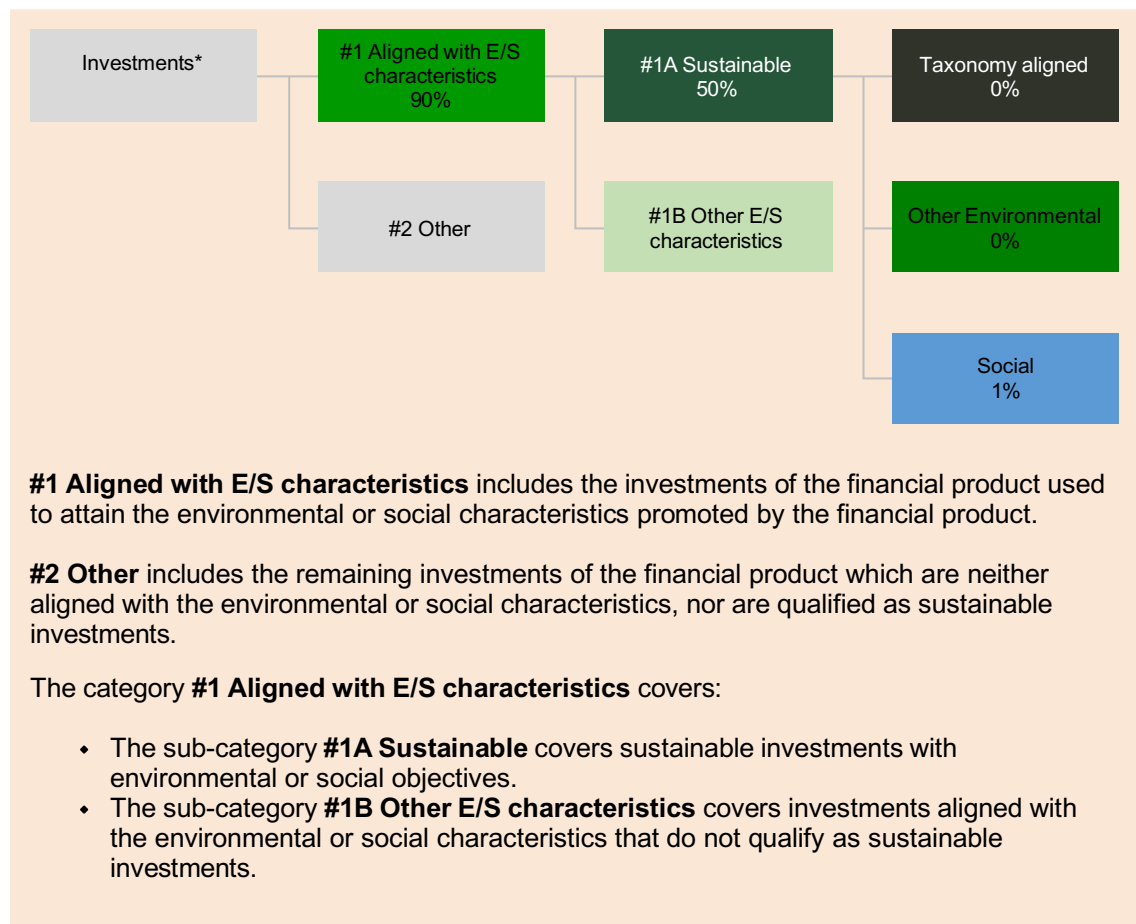 Investments*
#1 Aligned with E/S
characteristics
90%
#1A Sustainable
50%
Taxonomy aligned
0%
#2 Other
#1B Other E/S
characteristics
Other Environmental
0%
Social
1%
#1 Aligned with E/S characteristics includes the investments of the financial product used
to attain the environmental or social characteristics promoted by the financial product.
#2 Other includes the remaining investments of the financial product which are neither
aligned with the environmental or social characteristics, nor are qualified as sustainable
investments.
The category #1 Aligned with E/S characteristics covers:
• The sub-category #1A Sustainable covers sustainable investments with
environmental or social objectives.
• The sub-category #1B Other E/S characteristics covers investments aligned with
the environmental or social characteristics that do not qualify as sustainable
investments.